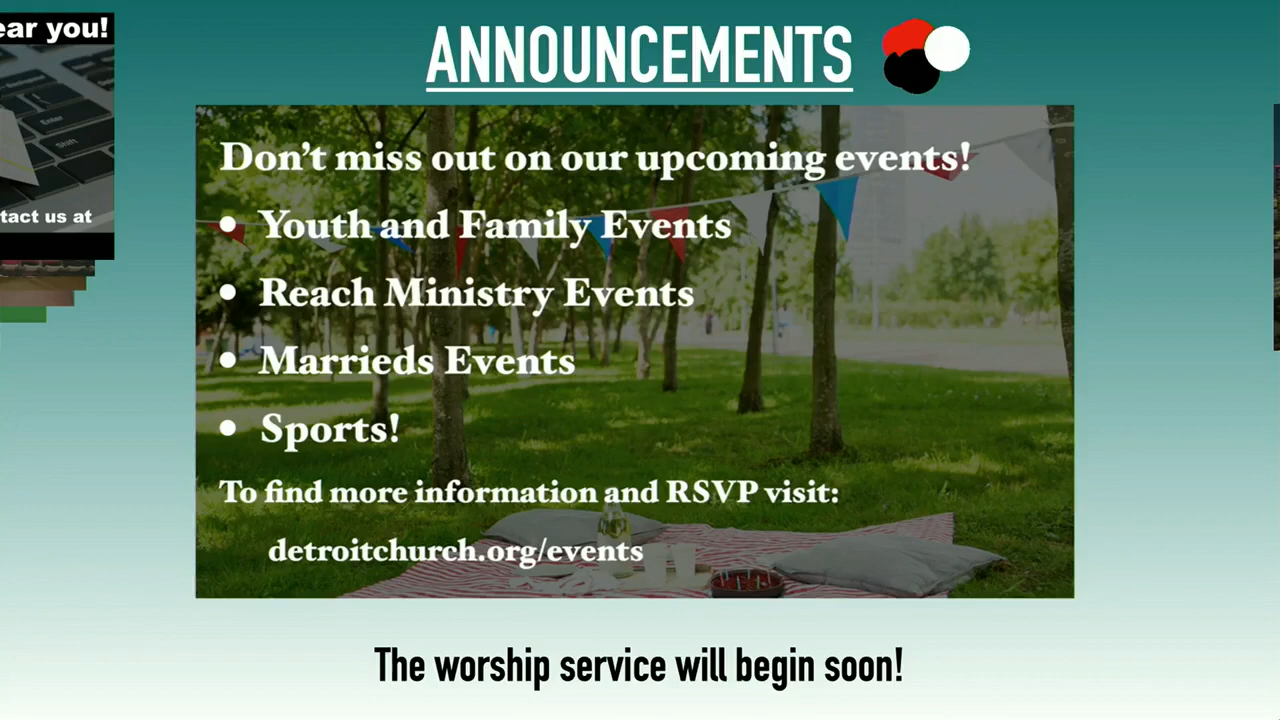 ear you!
ANNOUNCEMENTS
Enter
Shift
tact us at
Don't miss out on our upcoming events!
• Youth and Family Events
• Reach Ministry Events
• Marrieds Events
• Sports!
To find more information and RSVP visit:
detroitchurch.org/events
The worship service will begin soon!